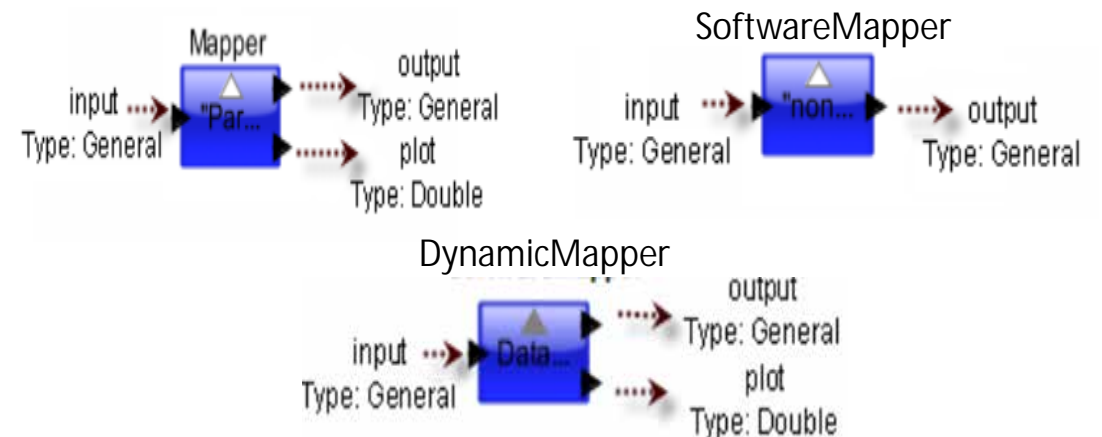 Mapper
input
Type: General
"Par...
output
Type: General
plot
Type: Double
SoftwareMapper
input
Type: General
"non...
output
Type: General
DynamicMapper
input
Type: General
Data...
output
Type: General
plot
Type: Double